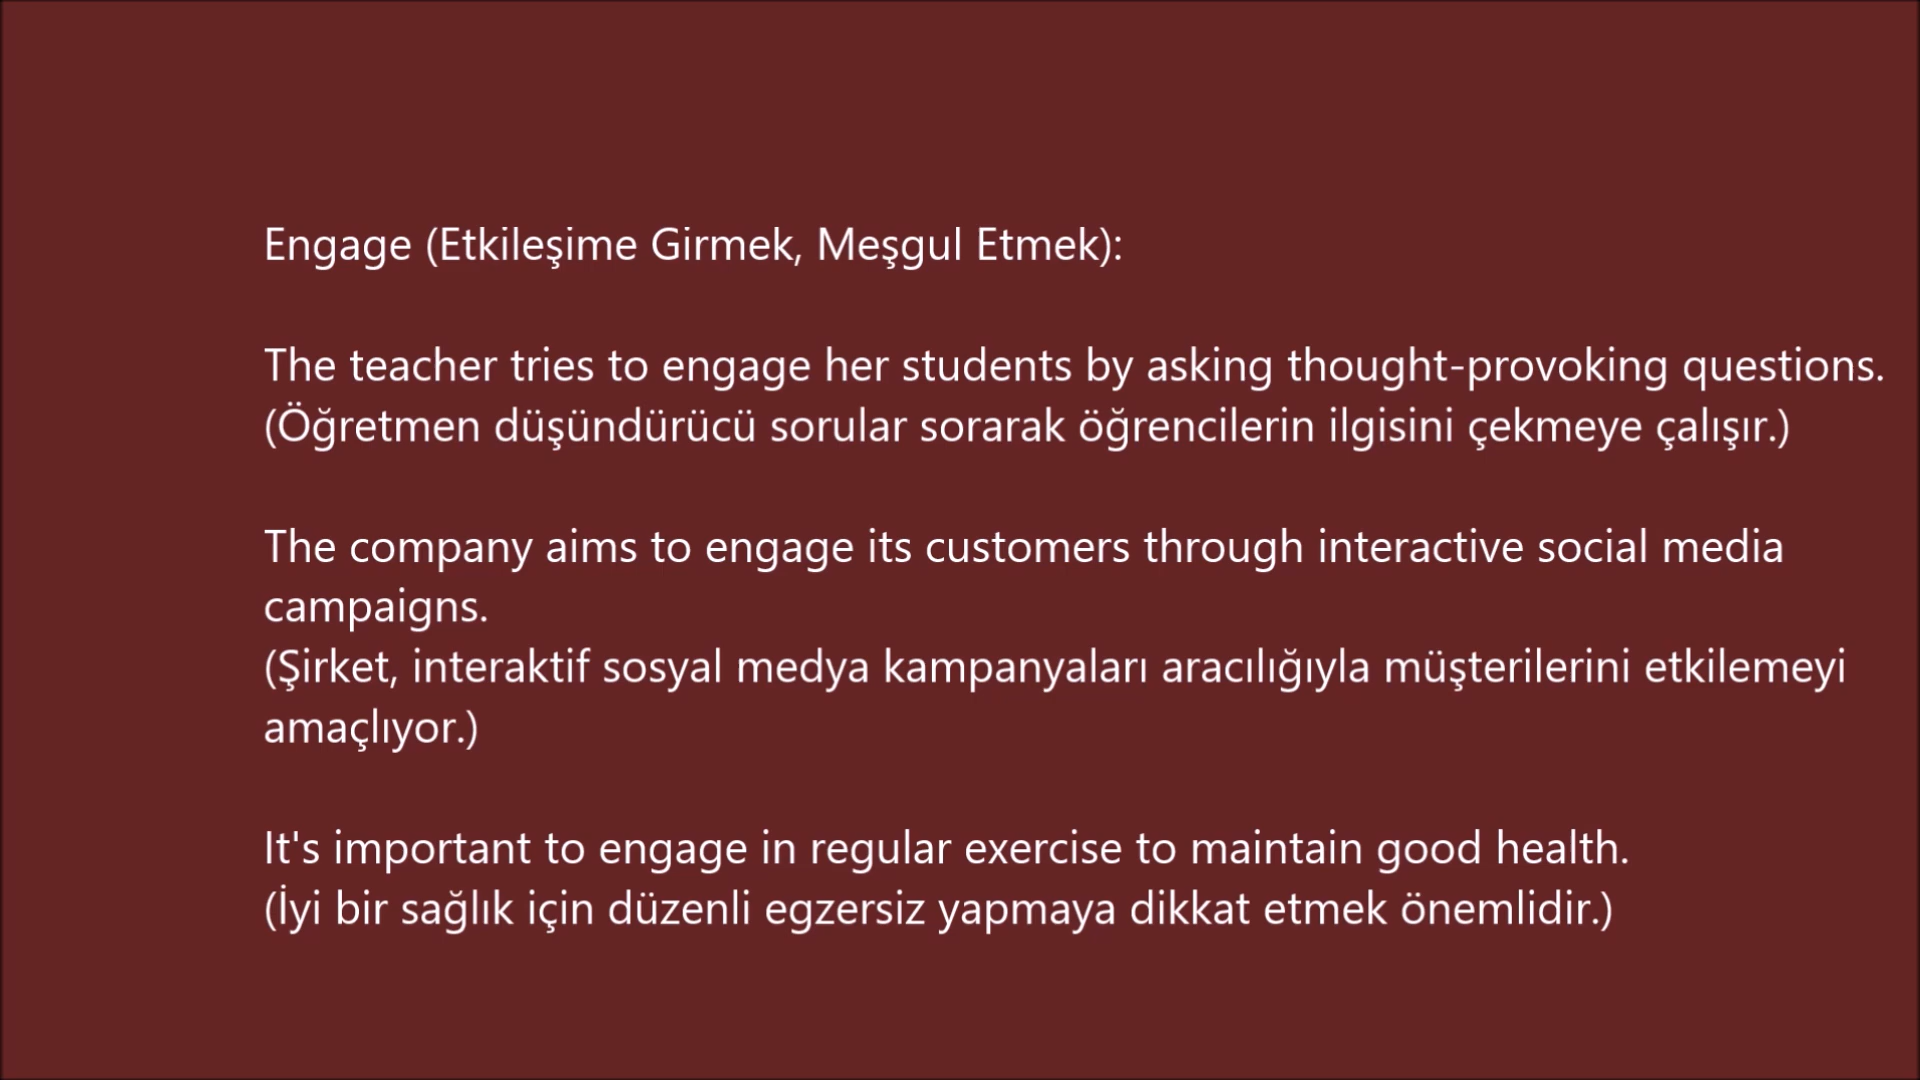 Engage (Etkileşime Girmek, Meşgul Etmek):
The teacher tries to engage her students by asking thought-provoking questions.
(Öğretmen düşündürücü sorular sorarak öğrencilerin ilgisini çekmeye çalışır.)
The company aims to engage its customers through interactive social media
campaigns.
(Şirket, interaktif sosyal medya kampanyaları aracılığıyla müşterilerini etkilemeyi
amaçlıyor.)
It's important to engage in regular exercise to maintain good health.
(İyi bir sağlık için düzenli egzersiz yapmaya dikkat etmek önemlidir.)